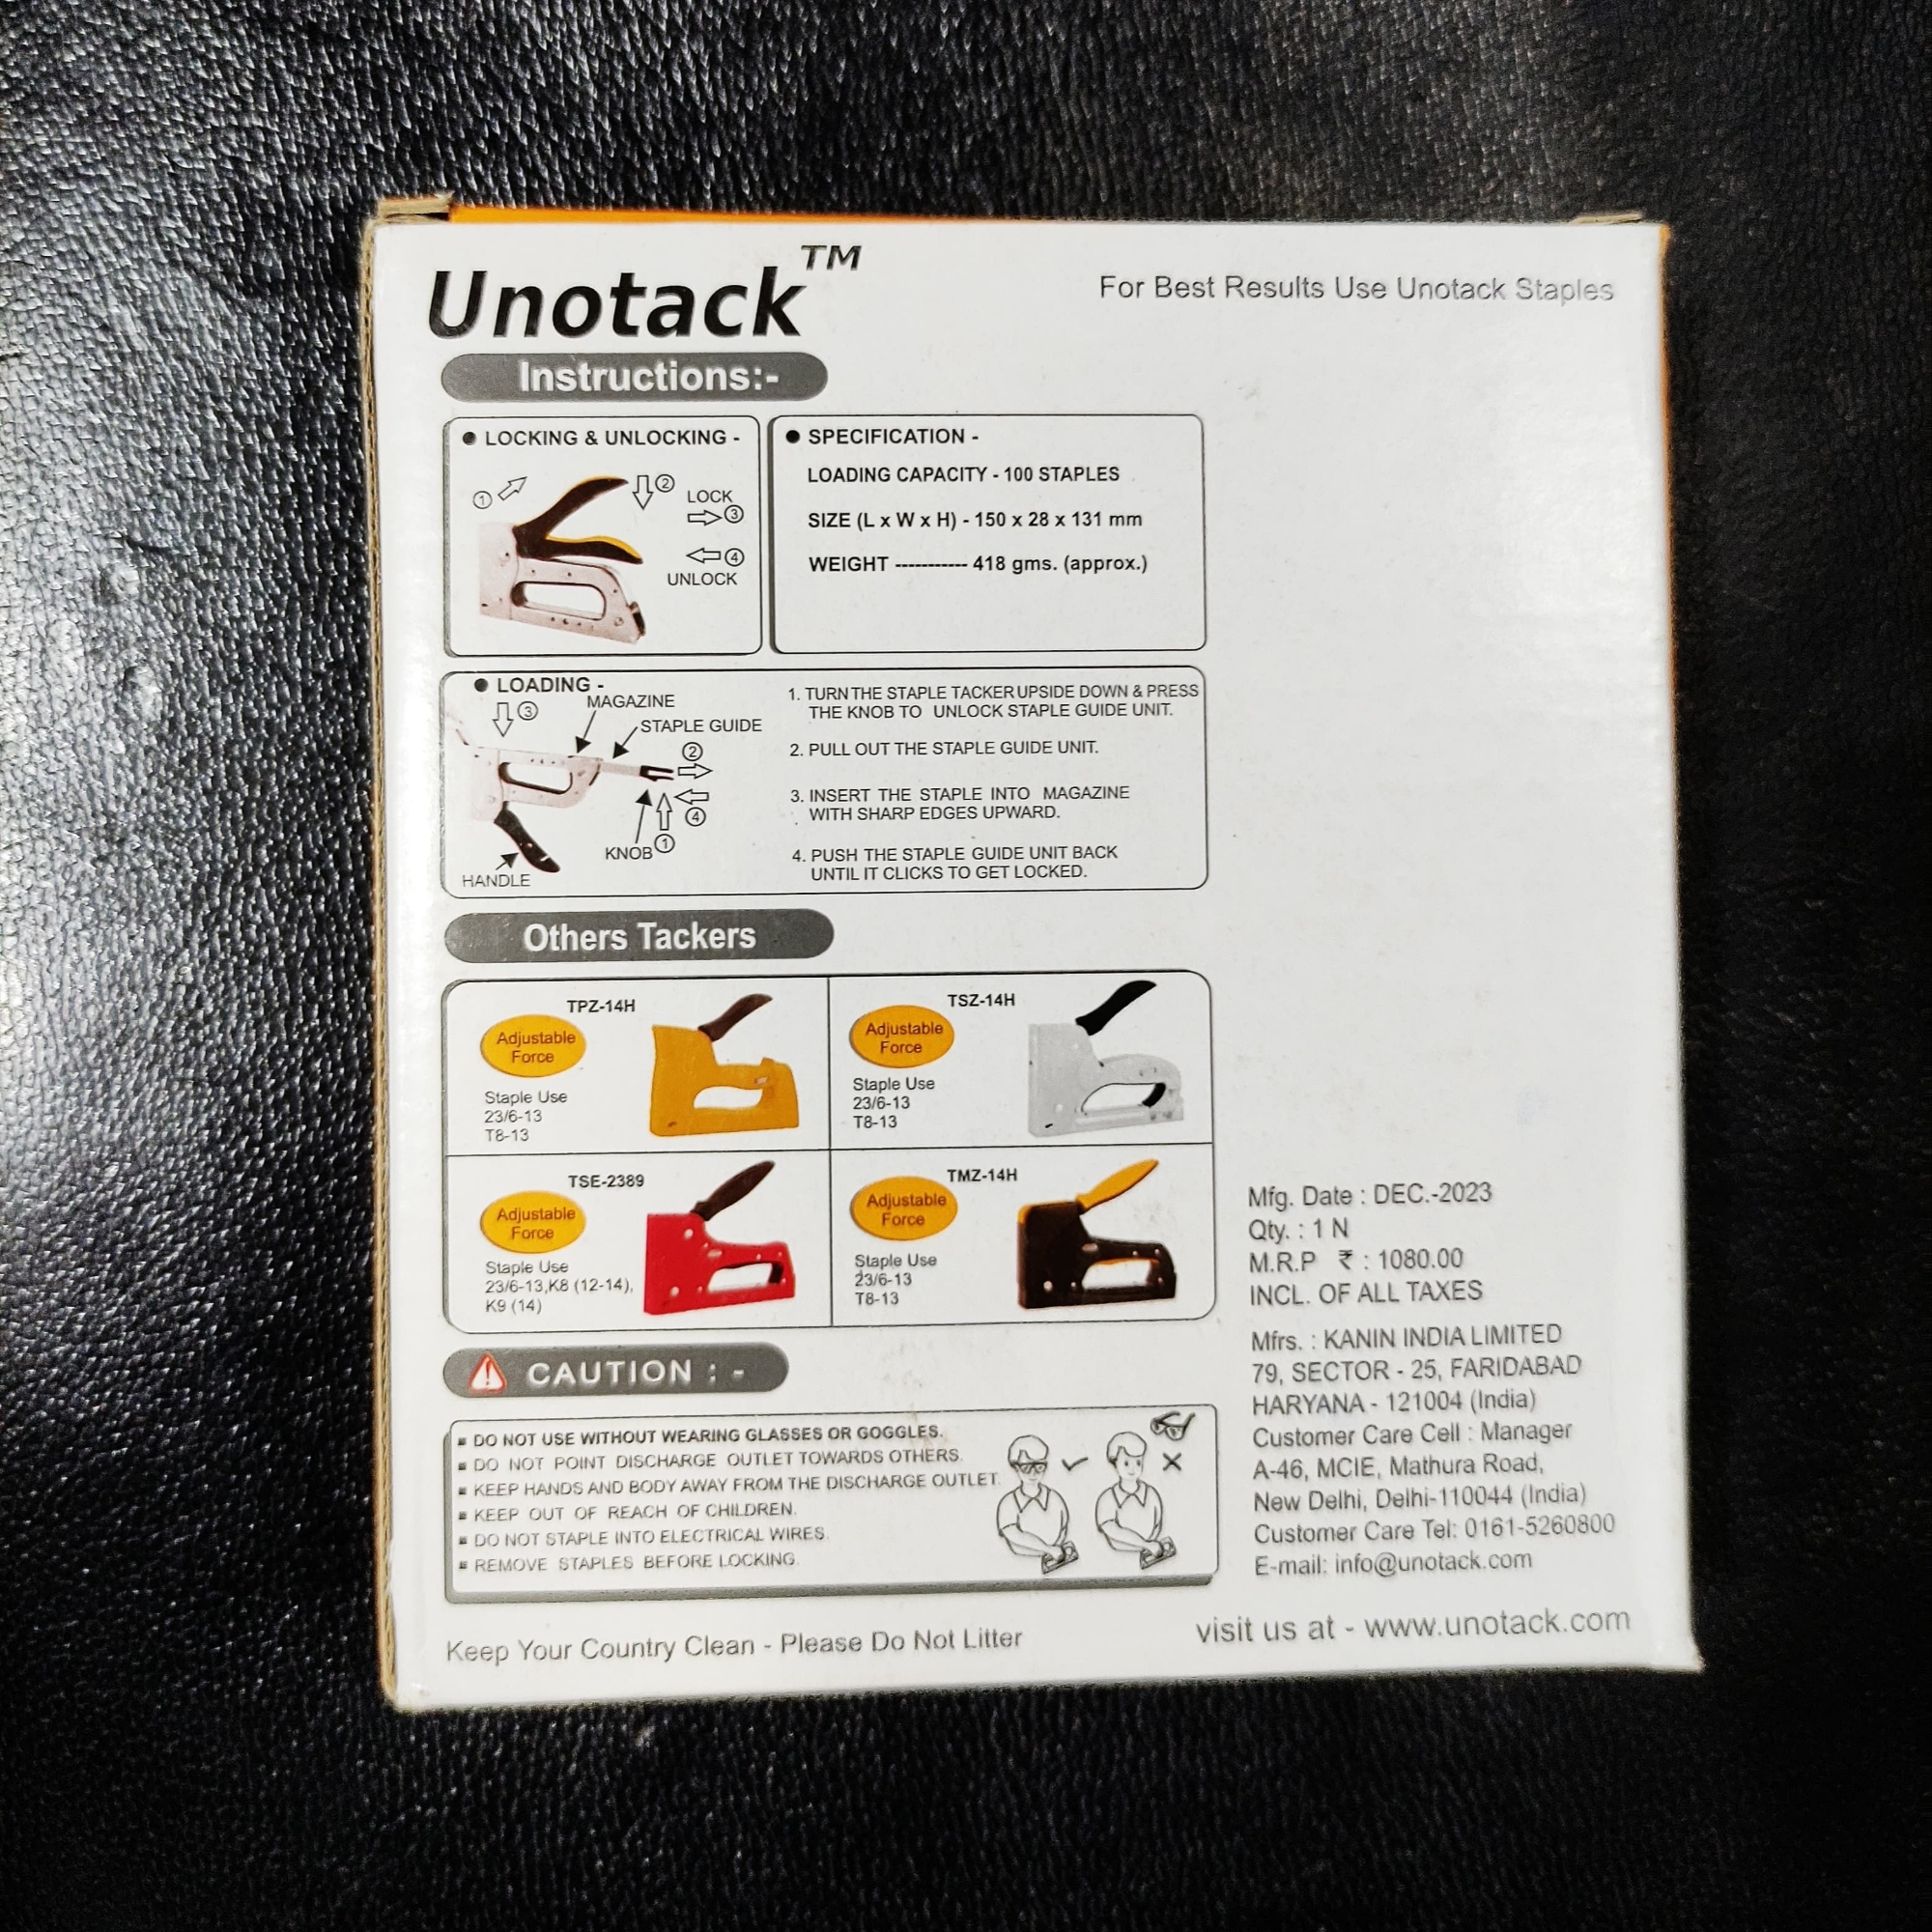 Unotack™
For Best Results Use Unotack Staples
Instructions:-
● LOCKING & UNLOCKING -
①
②
LOCK
③
④
UNLOCK
● SPECIFICATION -
LOADING CAPACITY - 100 STAPLES
SIZE (L x W x H) - 150 x 28 x 131 mm
WEIGHT ----------- 418 gms. (approx.)
● LOADING -
③
MAGAZINE
STAPLE GUIDE
②
④
KNOB ①
HANDLE
1. TURN THE STAPLE TACKER UPSIDE DOWN & PRESS
THE KNOB TO UNLOCK STAPLE GUIDE UNIT.
2. PULL OUT THE STAPLE GUIDE UNIT.
3. INSERT THE STAPLE INTO MAGAZINE
WITH SHARP EDGES UPWARD.
4. PUSH THE STAPLE GUIDE UNIT BACK
UNTIL IT CLICKS TO GET LOCKED.
Others Tackers
TPZ-14H
Adjustable
Force
Staple Use
23/6-13
T8-13
TSZ-14H
Adjustable
Force
Staple Use
23/6-13
T8-13
TSE-2389
Adjustable
Force
Staple Use
23/6-13,K8 (12-14),
K9 (14)
TMZ-14H
Adjustable
Force
Staple Use
23/6-13
T8-13
CAUTION : -
▪ DO NOT USE WITHOUT WEARING GLASSES OR GOGGLES.
▪ DO NOT POINT DISCHARGE OUTLET TOWARDS OTHERS.
▪ KEEP HANDS AND BODY AWAY FROM THE DISCHARGE OUTLET.
▪ KEEP OUT OF REACH OF CHILDREN.
▪ DO NOT STAPLE INTO ELECTRICAL WIRES.
▪ REMOVE STAPLES BEFORE LOCKING.
Mfg. Date : DEC.-2023
Qty. : 1 N
M.R.P ₹ : 1080.00
INCL. OF ALL TAXES
Mfrs. : KANIN INDIA LIMITED
79, SECTOR - 25, FARIDABAD
HARYANA - 121004 (India)
Customer Care Cell : Manager
A-46, MCIE, Mathura Road,
New Delhi, Delhi-110044 (India)
Customer Care Tel: 0161-5260800
E-mail: info@unotack.com
Keep Your Country Clean - Please Do Not Litter
visit us at - www.unotack.com